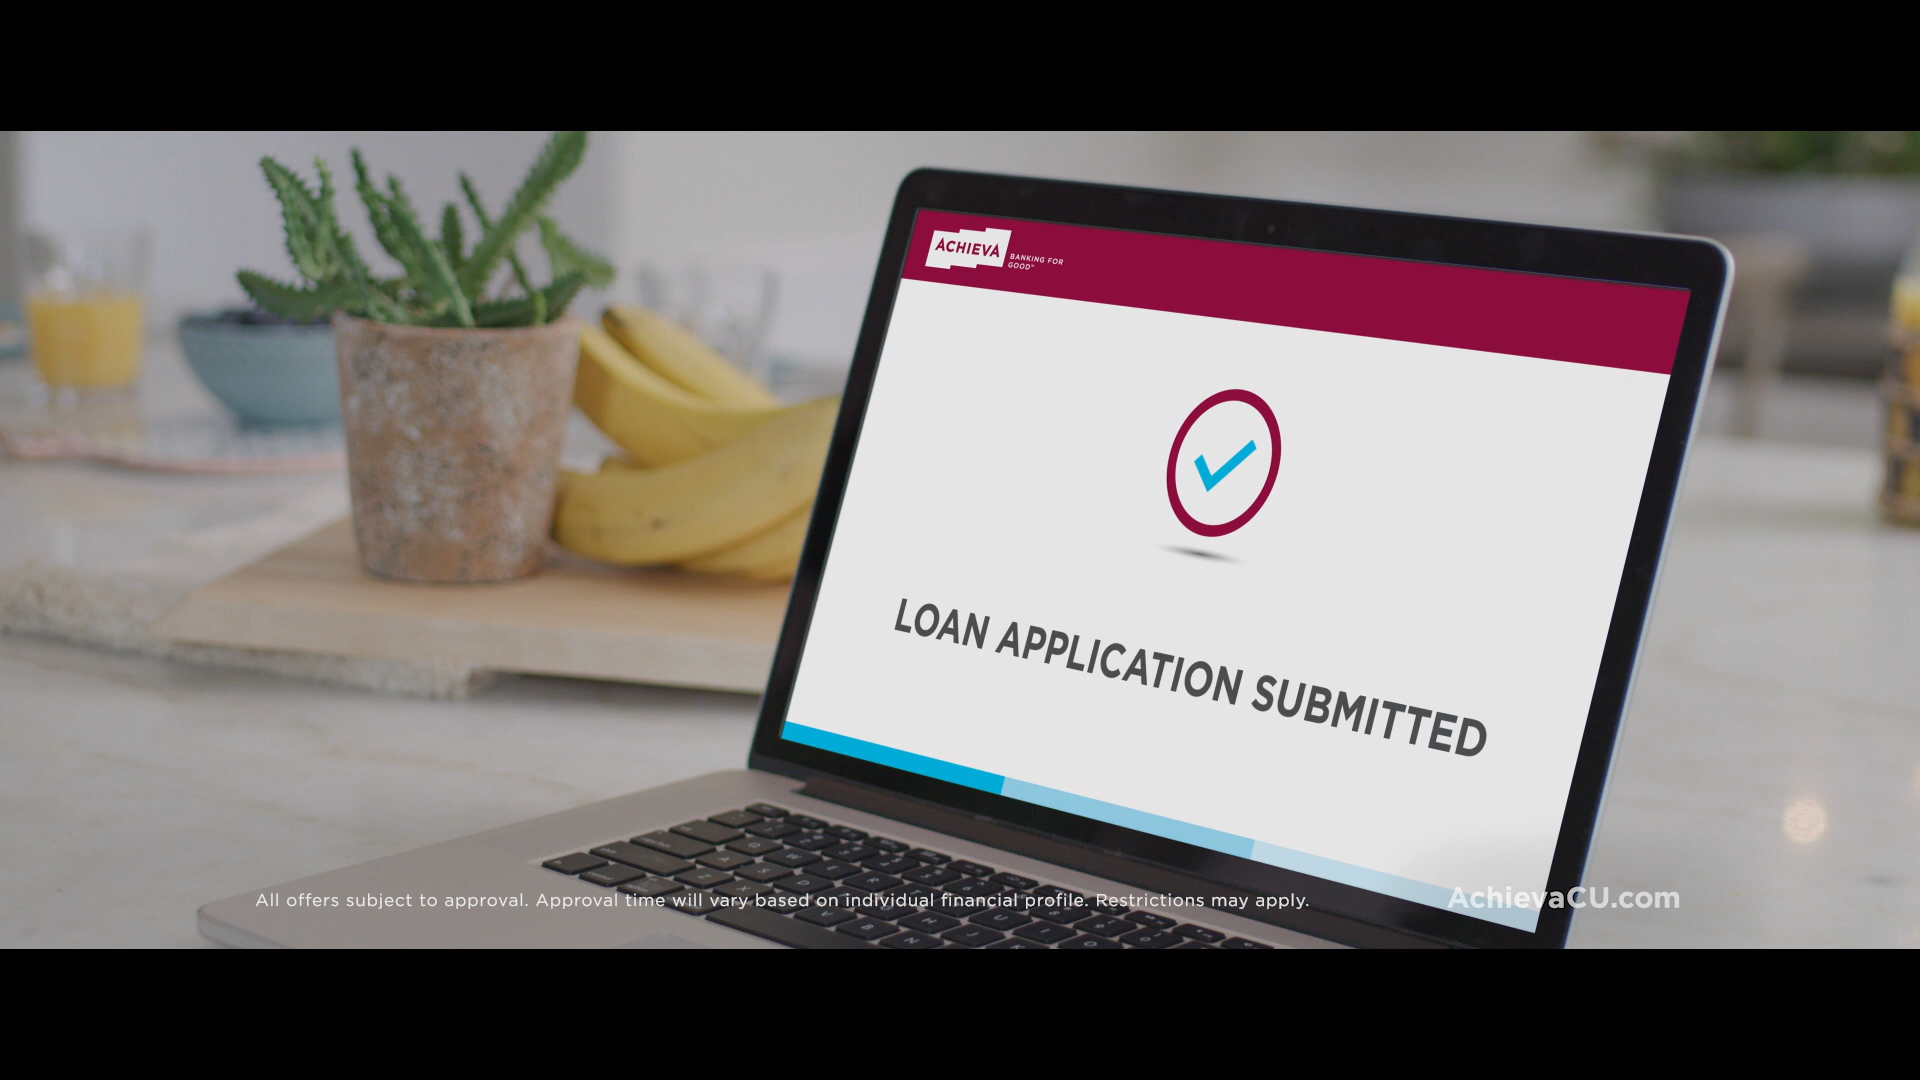 ACHIEVA
BANKING FOR
GOOD™
LOAN APPLICATION SUBMITTED
All offers subject to approval. Approval time will vary based on individual financial profile. Restrictions may apply.
AchievaCU.com